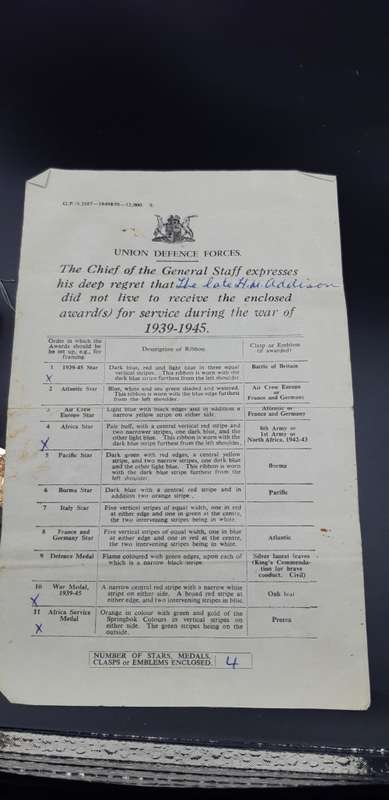 UNION DEFENCE FORCES.
The Chief of the General Staff expresses
his deep regret that The late H.M. Addison
did not live to receive the enclosed
award(s) for service during the war of
1939-1945.
Order in which Awards should be set up, e.g., for framing
Description of Ribbon
Clasp or Emblem if awarded
1 X
1939-45 Star
Dark blue, red and light blue in three equal
vertical stripes. This ribbon is worn with the
dark blue stripe furthest from the left shoulder
Battle of Britain
2
Atlantic Star
Blue, white and sea green shaded and watered.
This ribbon is worn with the blue edge furthest
from the left shoulder.
Air Crew Europe
or
France and Germany
3
Air Crew
Europe Star
Light blue with black edges and in addition a
narrow yellow stripe on either side.
Atlantic or
France and Germany
4 X
Africa Star
Pale buff, with a central vertical red stripe and
two narrower stripes, one dark blue, and the
other light blue. This ribbon is worn with the
dark blue stripe furthest from the left shoulder.
8th Army or
1st Army or
North Africa, 1942-43
5
Pacific Star
Dark green with red edges, a central yellow
stripe, and two narrow stripes, one dark blue
and the other light blue. This ribbon is worn
with the dark blue stripe furthest from the left
shoulder.
Burma
6
Burma Star
Dark blue with a central red stripe and in
addition two orange stripes.
Pacific
7
Italy Star
Five vertical stripes of equal width, one in red
at either edge and one in green at the centre,
the two intervening stripes being in white.
8
France and
Germany Star
Five vertical stripes of equal width, one in blue
at either edge and one in red at the centre,
the two intervening stripes being in white.
Atlantic
9
Defence Medal
Flame coloured with green edges, upon each of
which is a narrow black stripe.
Silver laurel leaves
(King's Commenda-
tion for brave
conduct. Civil)
10 X
War Medal,
1939-45
A narrow central red stripe with a narrow white
stripe on either side. A broad red stripe at
either edge, and two intervening stripes in blue.
Oak leaf
11 X
Africa Service
Medal
Orange in colour with green and gold of the
Springbok Colours in vertical stripes on
either side. The green stripes being on the
outside.
Protea
NUMBER OF STARS, MEDALS,
CLASPS or EMBLEMS ENCLOSED. 4